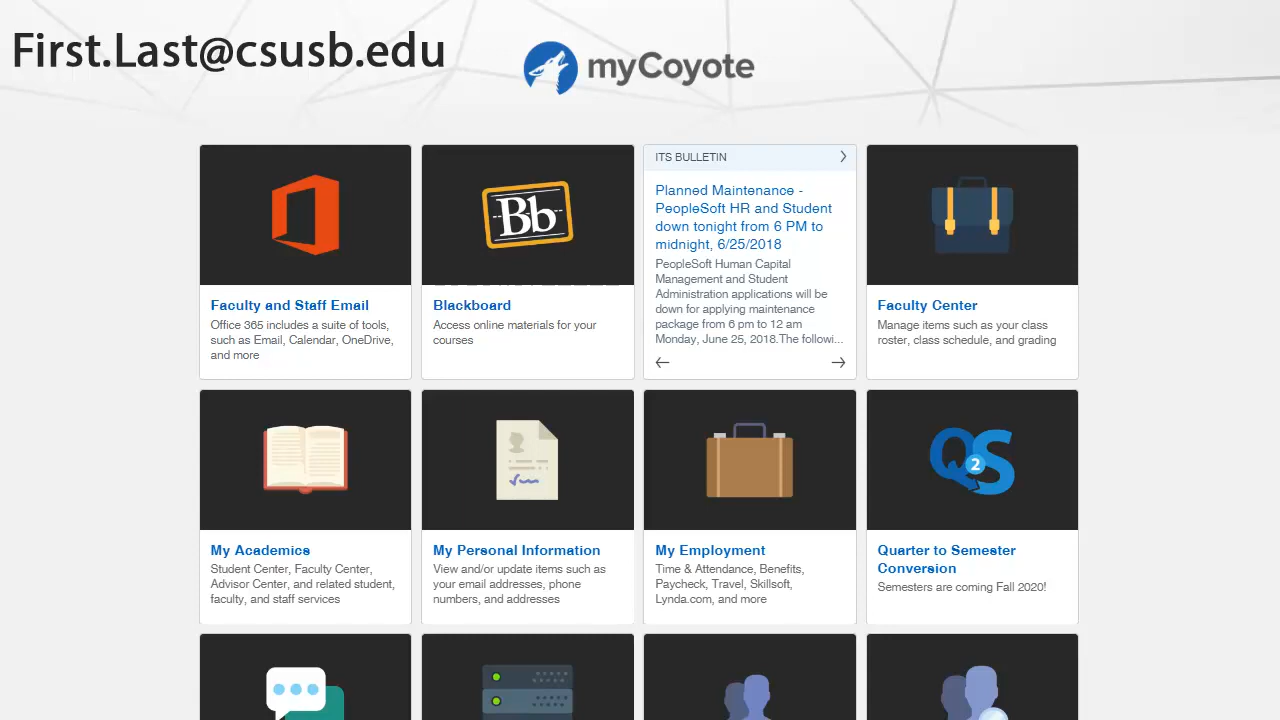 First.Last@csusb.edu
myCoyote
Faculty and Staff Email
Office 365 includes a suite of tools,
such as Email, Calendar, OneDrive,
and more
Bb
Blackboard
Access online materials for your
courses
ITS BULLETIN
Planned Maintenance -
PeopleSoft HR and Student
down tonight from 6 PM to
midnight, 6/25/2018
PeopleSoft Human Capital
Management and Student
Administration applications will be
down for applying maintenance
package from 6 pm to 12 am
Monday, June 25, 2018.The followi...
Faculty Center
Manage items such as your class
roster, class schedule, and grading
My Academics
Student Center, Faculty Center,
Advisor Center, and related student,
faculty, and staff services
My Personal Information
View and/or update items such as
your email addresses, phone
numbers, and addresses
My Employment
Time & Attendance, Benefits,
Paycheck, Travel, Skillsoft,
Lynda.com, and more
Q2S
Quarter to Semester
Conversion
Semesters are coming Fall 2020!